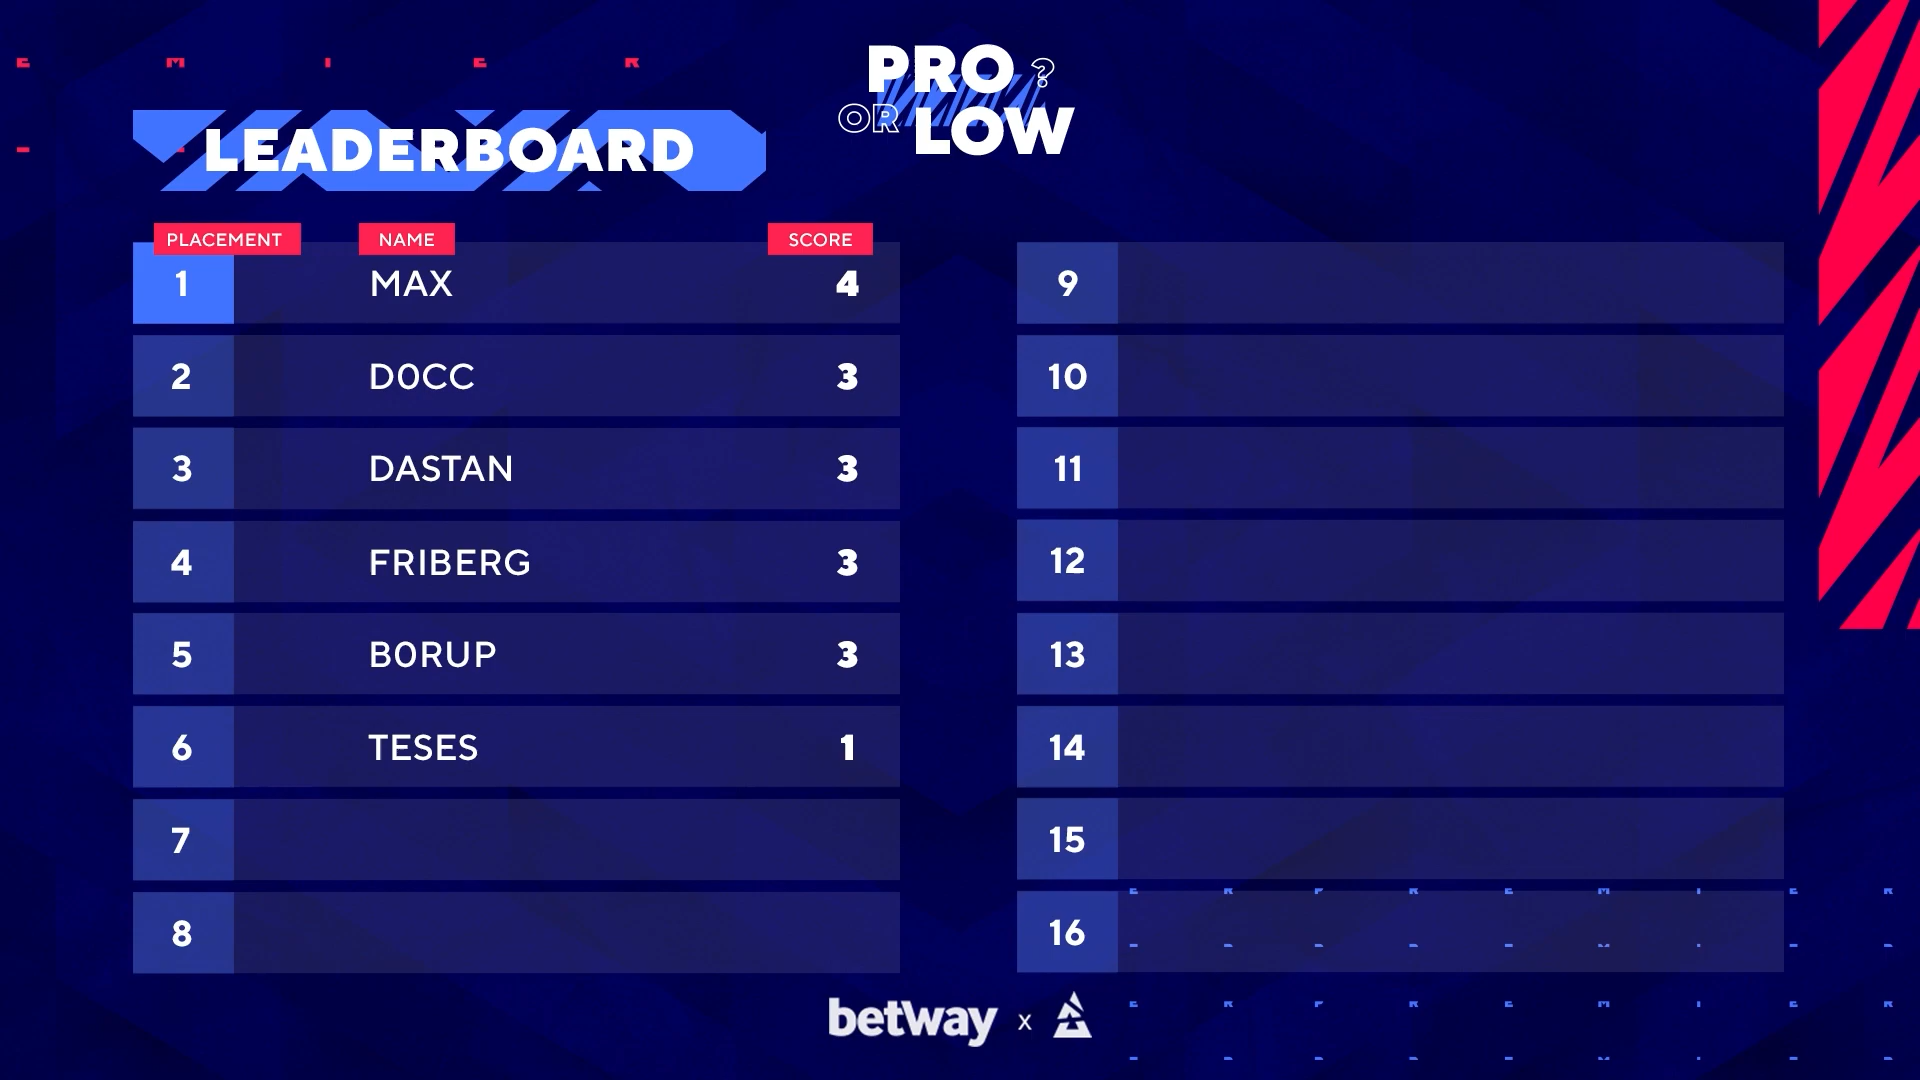 PRO ?
OR LOW
LEADERBOARD
PLACEMENT NAME SCORE
1 MAX 4
2 D0CC 3
3 DASTAN 3
4 FRIBERG 3
5 B0RUP 3
6 TESES 1
7
8
9
10
11
12
13
14
15
16
betway x